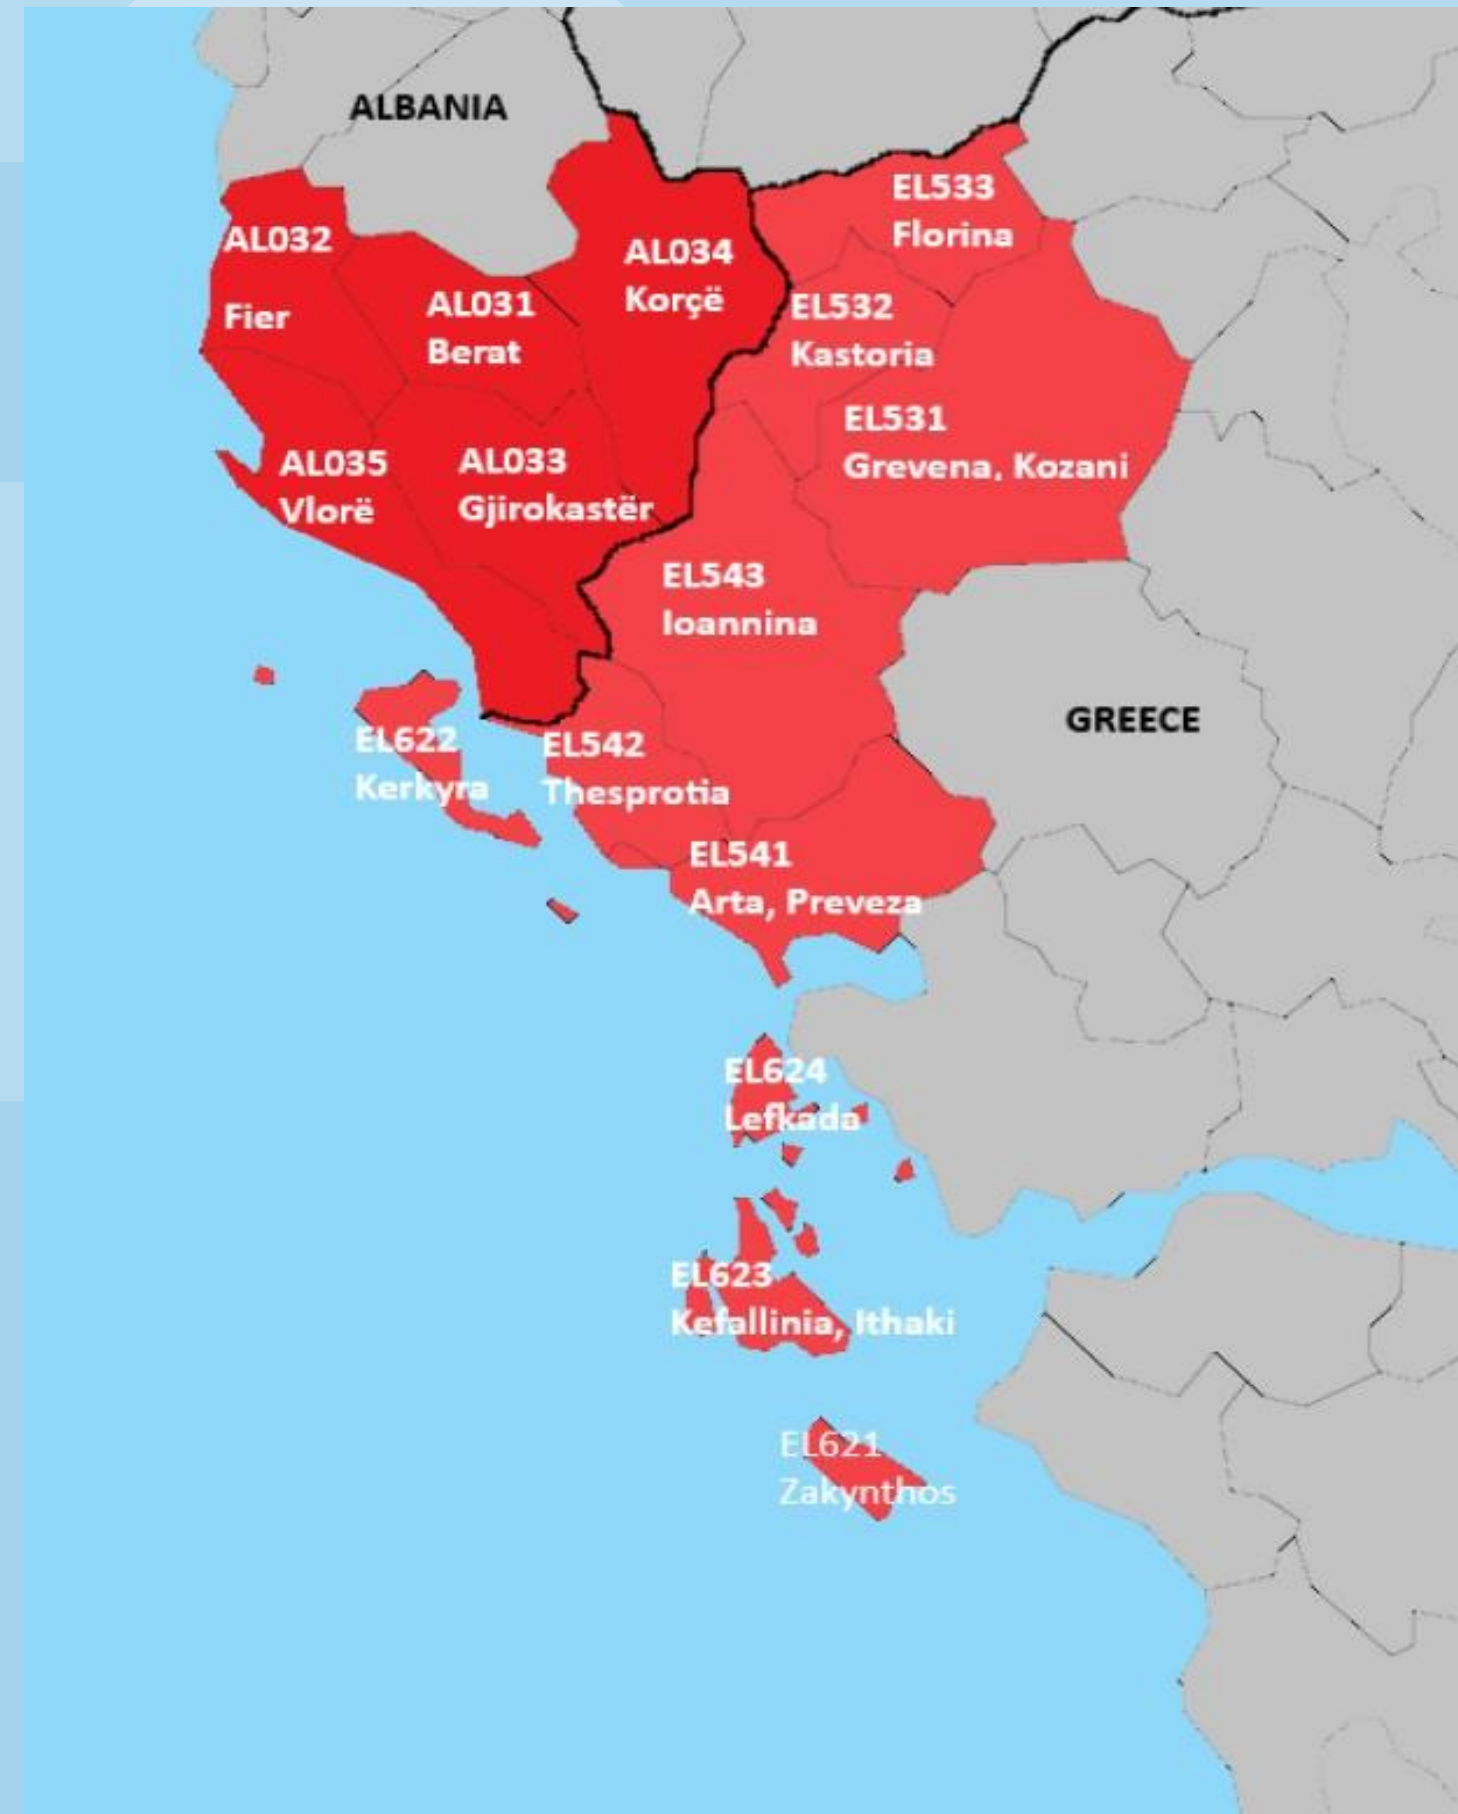 ALBANIA
EL533
Florina
AL032
Fier
AL034
Korçë
AL031
Berat
EL532
Kastoria
EL531
Grevena, Kozani
AL035
Vlorë
AL033
Gjirokastër
EL543
Ioannina
GREECE
EL622
Kerkyra
EL542
Thesprotia
EL541
Arta, Preveza
EL624
Lefkada
EL623
Kefallinia, Ithaki
EL621
Zakynthos